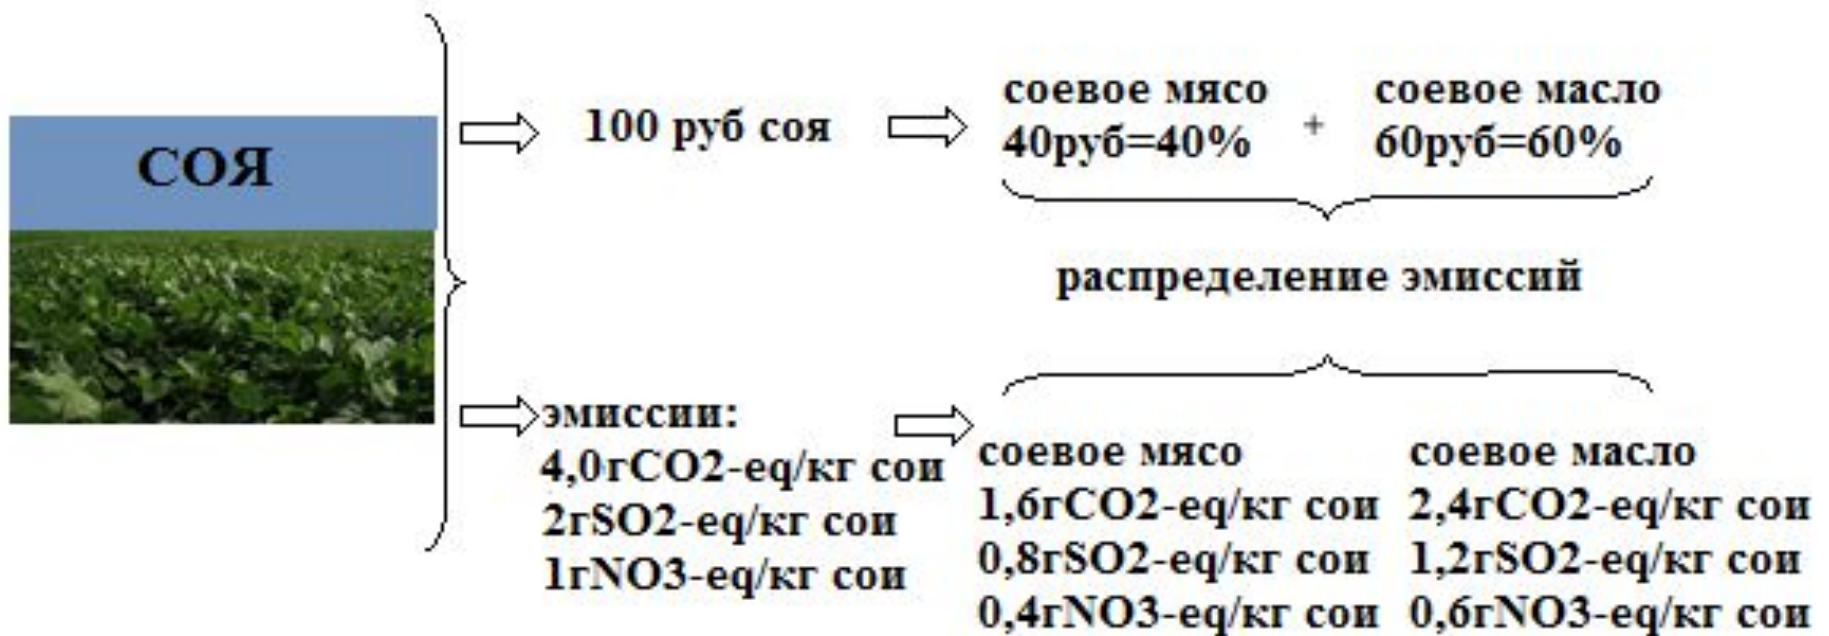 СОЯ
100 руб соя
соевое мясо
40руб=40%
+
соевое масло
60руб=60%
распределение эмиссий
эмиссии:
4,0гCO2-eq/кг сои
2гSO2-eq/кг сои
1гNO3-eq/кг сои
соевое мясо
1,6гCO2-eq/кг сои
0,8гSO2-eq/кг сои
0,4гNO3-eq/кг сои
соевое масло
2,4гCO2-eq/кг сои
1,2гSO2-eq/кг сои
0,6гNO3-eq/кг сои